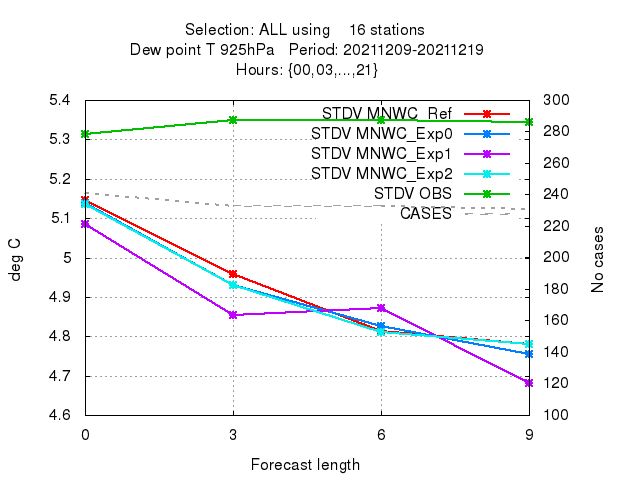 Selection: ALL using 16 stations
Dew point T 925hPa Period: 20211209-20211219
Hours: {00,03,...,21}
5.4
5.3
5.2
5.1
5
4.9
4.8
4.7
4.6
deg C
300
280
260
240
220
200
180
160
140
120
100
No cases
STDV MNWC_Ref
STDV MNWC_Exp0
STDV MNWC_Exp1
STDV MNWC_Exp2
STDV OBS
CASES
0 3 6 9
Forecast length